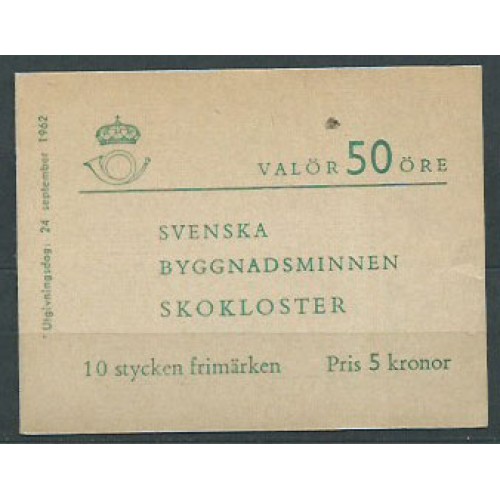 Utgivningsdag: 24 september 1962
VALÖR 50 ÖRE
SVENSKA
BYGGNADSMINNEN
SKOKLOSTER
10 stycken frimärken Pris 5 kronor